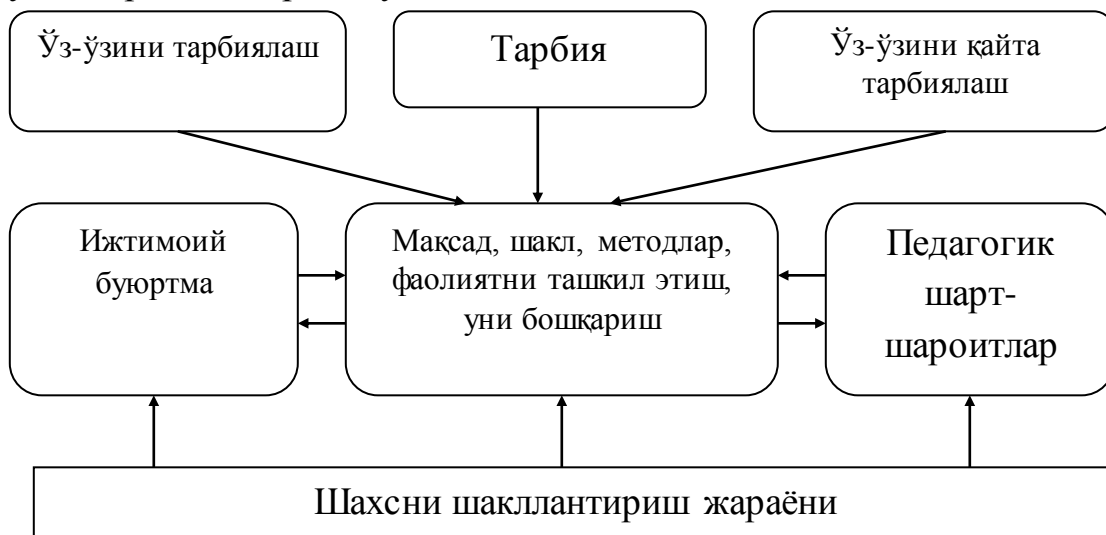 Ўз-ўзини тарбиялаш
Тарбия
Ўз-ўзини қайта
тарбиялаш
Ижтимоий
буюртма
Мақсад, шакл, методлар,
фаолиятни ташкил этиш,
уни бошқариш
Педагогик
шарт-
шароитлар
Шахсни шакллантириш жараёни